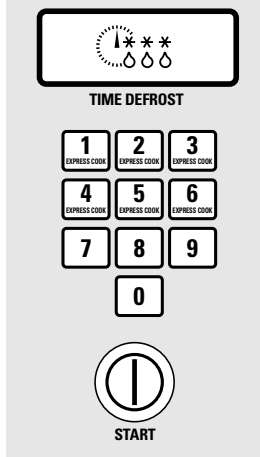 TIME DEFROST
1 2 3
EXPRESS COOK EXPRESS COOK EXPRESS COOK
4 5 6
EXPRESS COOK EXPRESS COOK EXPRESS COOK
7 8 9
0
START